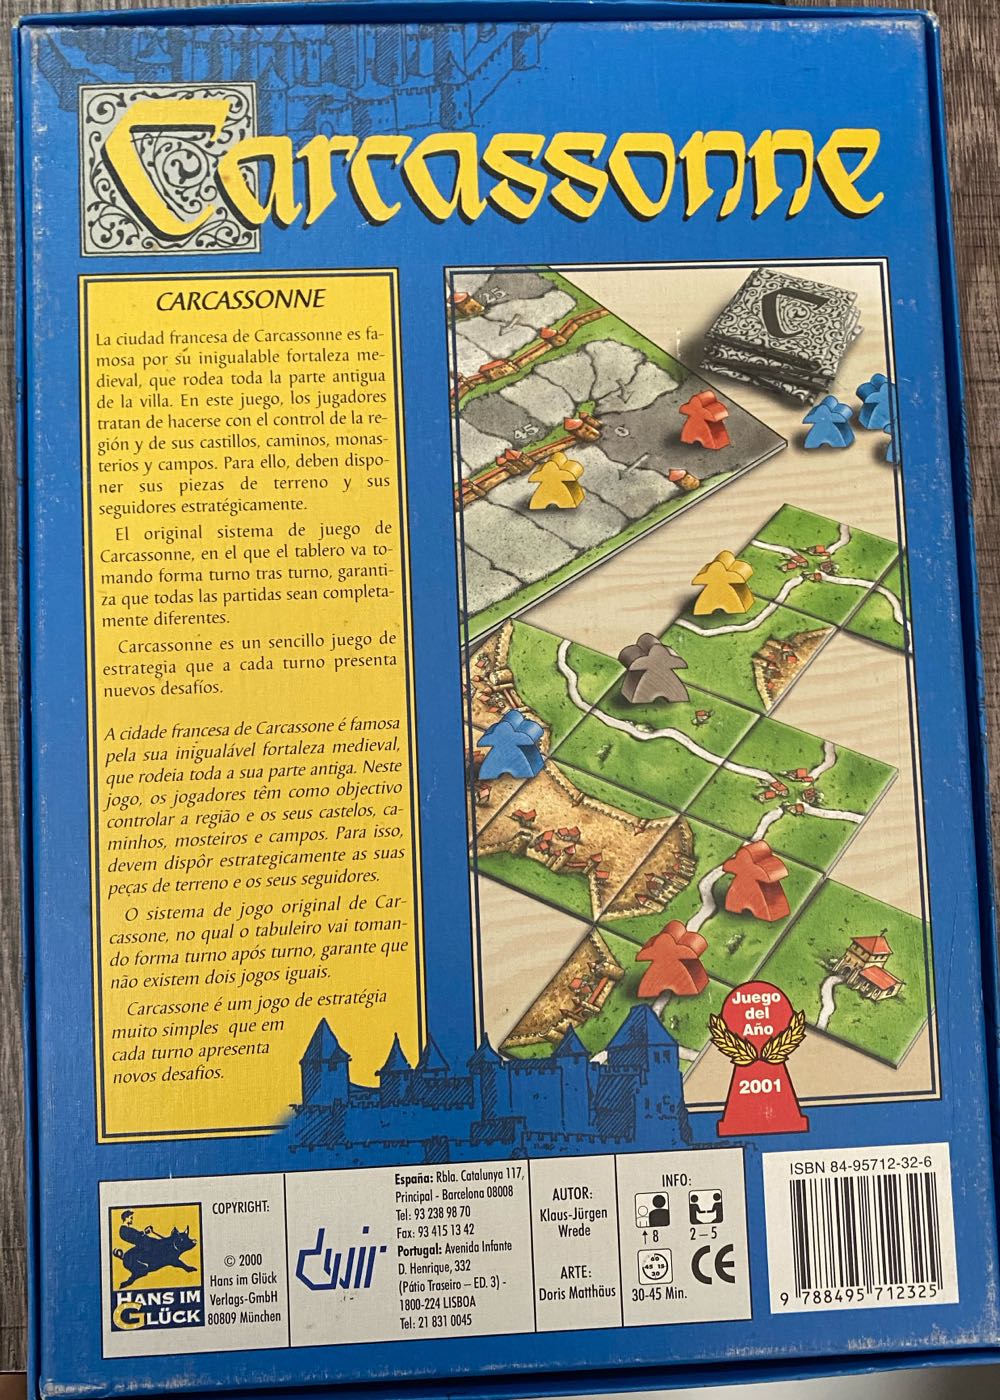 Carcassonne
CARCASSONNE
La ciudad francesa de Carcassonne es fa-
mosa por su inigualable fortaleza me-
dieval, que rodea toda la parte antigua
de la villa. En este juego, los jugadores
tratan de hacerse con el control de la re-
gión y de sus castillos, caminos, monas-
terios y campos. Para ello, deben dispo-
ner sus piezas de terreno y sus
seguidores estratégicamente.
El original sistema de juego de
Carcassonne, en el que el tablero va to-
mando forma turno tras turno, garanti-
za que todas las partidas sean completa-
mente diferentes.
Carcassonne es un sencillo juego de
estrategia que a cada turno presenta
nuevos desafíos.
A cidade francesa de Carcassone é famosa
pela sua inigualável fortaleza medieval,
que rodeia toda a sua parte antiga. Neste
jogo, os jogadores têm como objectivo
controlar a região e os seus castelos, ca-
minhos, mosteiros e campos. Para isso,
devem dispôr estrategicamente as suas
peças de terreno e os seus seguidores.
O sistema de jogo original de Car-
cassonne, no qual o tabuleiro vai toman-
do forma turno após turno, garante que
não existem dois jogos iguais.
Carcassone é um jogo de estratégia
muito simples que em
cada turno apresenta
novos desafios.
25
45
0
C
Juego
del
Año
2001
HANS IM
GLÜCK
COPYRIGHT:
© 2000
Hans im Glück
Verlags-GmbH
80809 München
devir
España: Rbla. Catalunya 117,
Principal - Barcelona 08008
Tel: 93 238 98 70
Fax: 93 415 13 42
Portugal: Avenida Infante
D. Henrique, 332
(Pátio Traseiro – ED. 3) -
1800-224 LISBOA
Tel: 21 831 0045
AUTOR:
Klaus-Jürgen
Wrede
ARTE:
Doris Matthäus
INFO:
↑ 8
2–5
60
45 15
30
CE
30-45 Min.
ISBN 84-95712-32-6
9 788495 712325